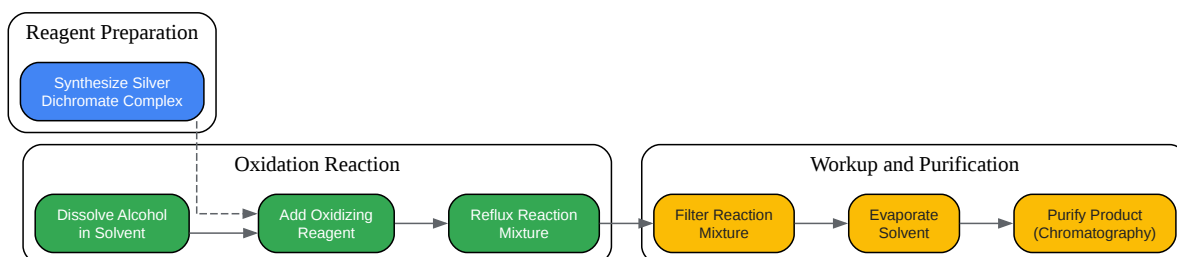 Reagent Preparation
Synthesize Silver
Dichromate Complex
Oxidation Reaction
Dissolve Alcohol
in Solvent
Add Oxidizing
Reagent
Reflux Reaction
Mixture
Workup and Purification
Filter Reaction
Mixture
Evaporate
Solvent
Purify Product
(Chromatography)